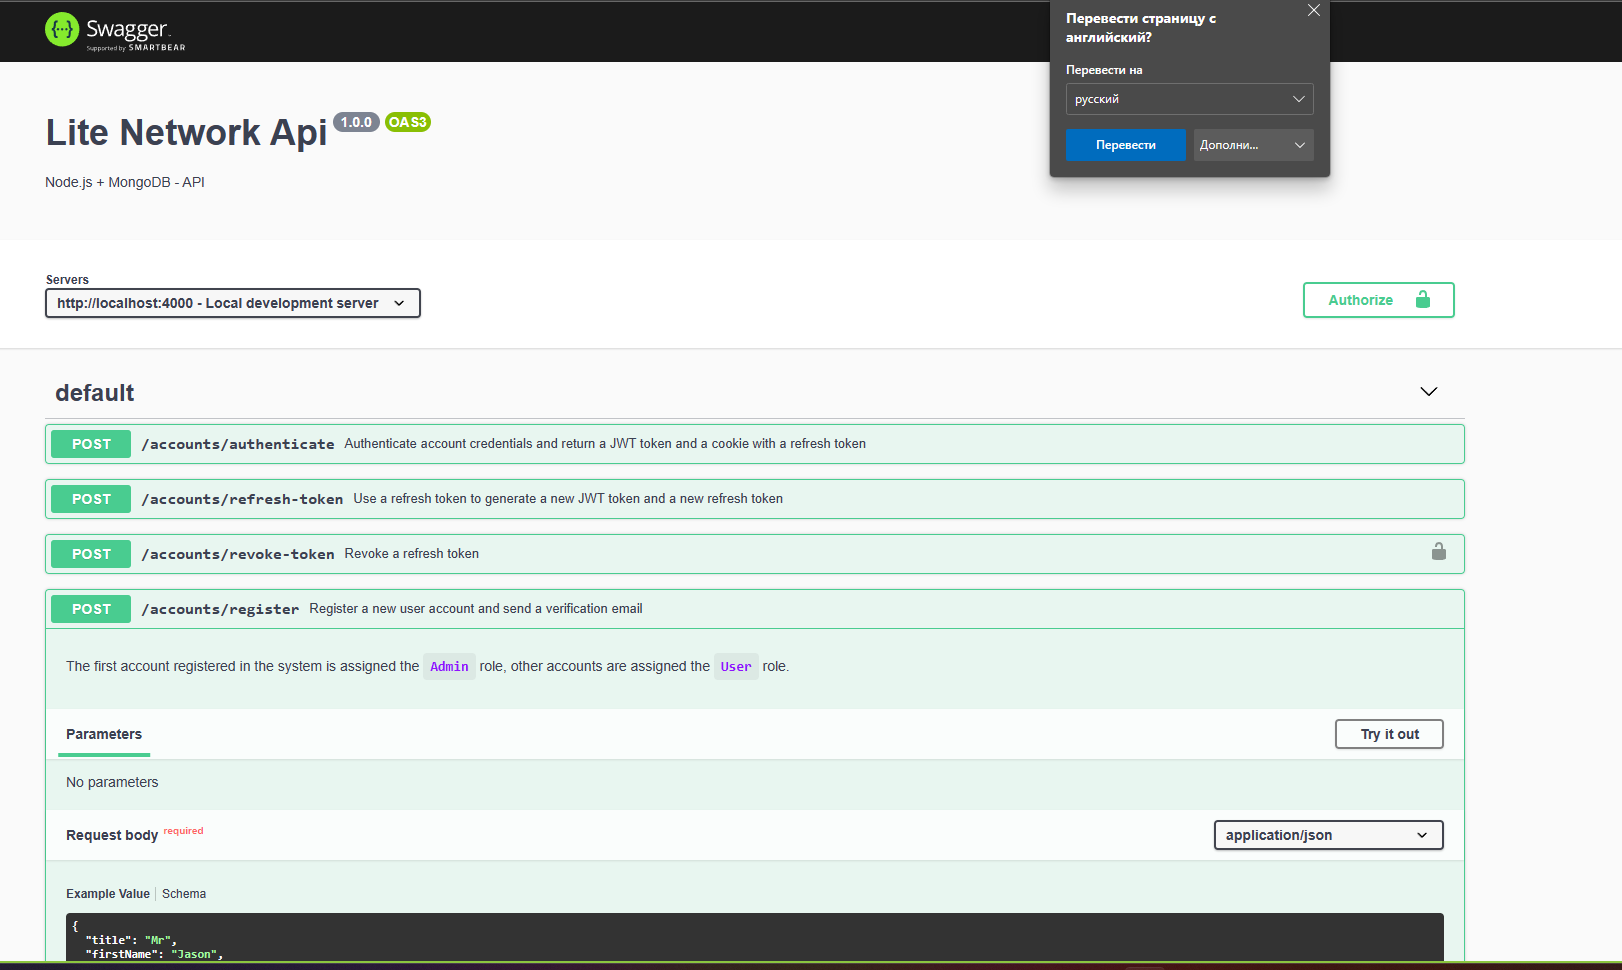 Swagger
Supported by SMARTBEAR
Перевести страницу с
английский?
Перевести на
русский
Перевести
Дополни...
Lite Network Api 1.0.0 OAS3
Node.js + MongoDB - API
Servers
http://localhost:4000 - Local development server
Authorize
default
POST /accounts/authenticate Authenticate account credentials and return a JWT token and a cookie with a refresh token
POST /accounts/refresh-token Use a refresh token to generate a new JWT token and a new refresh token
POST /accounts/revoke-token Revoke a refresh token
POST /accounts/register Register a new user account and send a verification email
The first account registered in the system is assigned the Admin role, other accounts are assigned the User role.
Parameters
Try it out
No parameters
Request body required
application/json
Example Value Schema
{
"title": "Mr",
"firstName": "Jason",